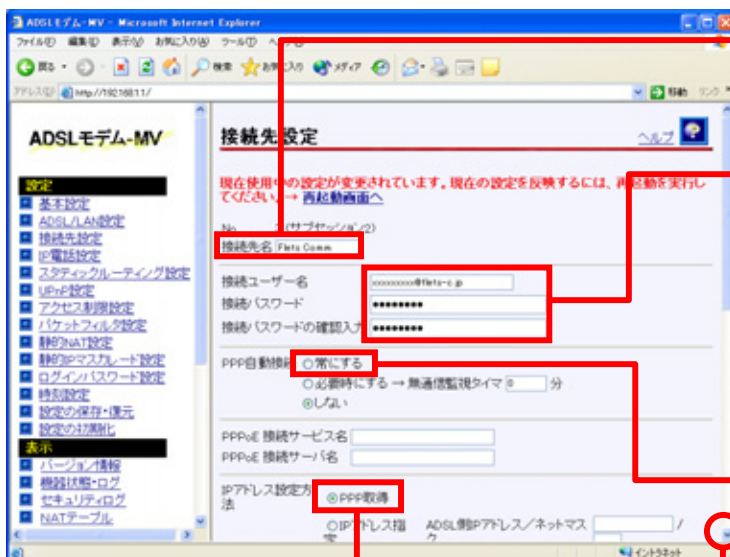 ADSLモデム-MV - Microsoft Internet Explorer
ファイル(F) 編集(E) 表示(V) お気に入り(A) ツール(T)
戻る 検索 お気に入り メディア
アドレス(D) http://192.168.1.1/ 移動 リンク
ADSLモデム-MV
設定
基本設定
ADSL/LAN設定
接続先設定
IP電話設定
スタティックルーティング設定
UPnP設定
アクセス制限設定
パケットフィルタ設定
静的NAT設定
静的IPマスカレード設定
ログインパスワード設定
時刻設定
設定の保存・復元
設定の初期化
表示
バージョン情報
機器状態・ログ
セキュリティログ
NATテーブル
接続先設定
ヘルプ ?
現在使用中の設定が変更されています。現在の設定を反映するには、再起動を実行し
てください。→ 再起動画面へ
No. (サブセッション2)
接続先名 Flets Comm
接続ユーザー名 xxxxxxxxx@flets-c.jp
接続パスワード ●●●●●●●●
接続パスワードの確認入力 ●●●●●●●●
PPP自動接続 ○常にする
○必要時にする → 無通信監視タイマ 0 分
◉しない
PPPoE 接続サービス名
PPPoE 接続サーバ名
IPアドレス設定方
法
◉PPP取得
○IPアドレス指
定
ADSL側IPアドレス/ネットマス
ク
/
イントラネット